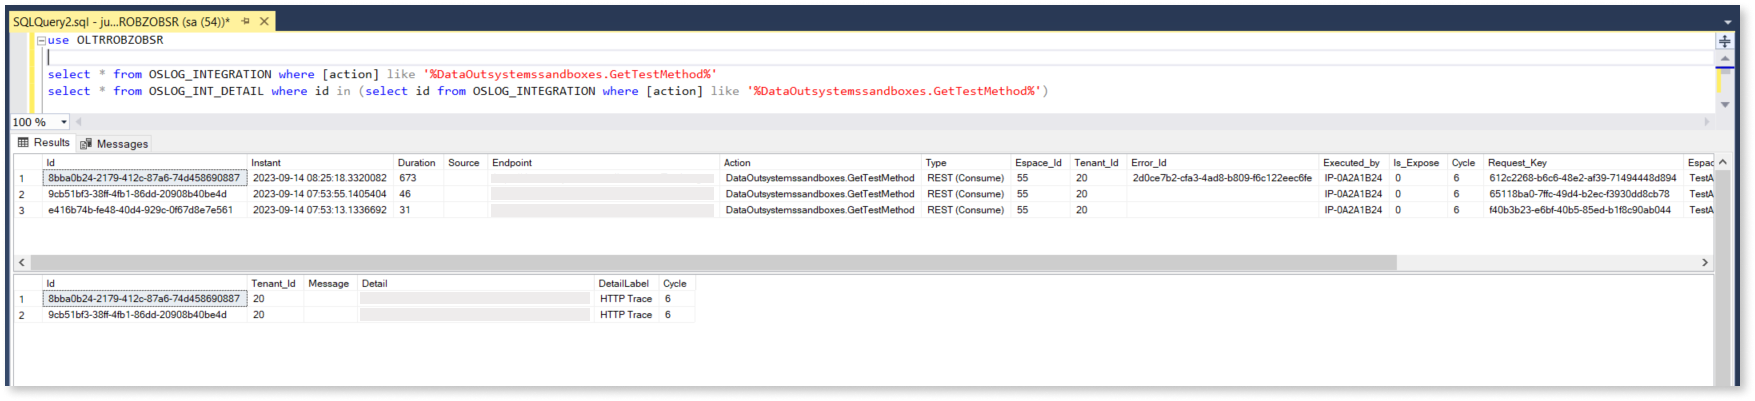 SQLQuery2.sql - ju...ROBZOBSR (sa (54))*
use OLTRROBZOBSR
select * from OSLOG_INTEGRATION where [action] like '%DataOutsystemssandboxes.GetTestMethod%'
select * from OSLOG_INT_DETAIL where id in (select id from OSLOG_INTEGRATION where [action] like '%DataOutsystemssandboxes.GetTestMethod%')
100 %
Results Messages
Id Instant Duration Source Endpoint Action Type Espace_Id Tenant_Id Error_Id Executed_by Is_Expose Cycle Request_Key Espac
1 8bba0b24-2179-412c-87a6-74d458690887 2023-09-14 08:25:18.3320082 673 DataOutsystemssandboxes.GetTestMethod REST (Consume) 55 20 2d0ce7b2-cfa3-4ad8-b809-f6c122eec6fe IP-0A2A1B24 0 6 612c2268-b6c6-48e2-af39-71494448d894 TestA
2 9cb51bf3-38ff-4fb1-86dd-20908b40be4d 2023-09-14 07:53:55.1405404 46 DataOutsystemssandboxes.GetTestMethod REST (Consume) 55 20 IP-0A2A1B24 0 6 65118ba0-7ffc-49d4-b2ec-f3930dd8cb78 TestA
3 e416b74b-fe48-40d4-929c-0f67d8e7e561 2023-09-14 07:53:13.1336692 31 DataOutsystemssandboxes.GetTestMethod REST (Consume) 55 20 IP-0A2A1B24 0 6 f40b3b23-e6bf-40b5-85ed-b1f8c90ab044 TestA
Id Tenant_Id Message Detail DetailLabel Cycle
1 8bba0b24-2179-412c-87a6-74d458690887 20 HTTP Trace 6
2 9cb51bf3-38ff-4fb1-86dd-20908b40be4d 20 HTTP Trace 6